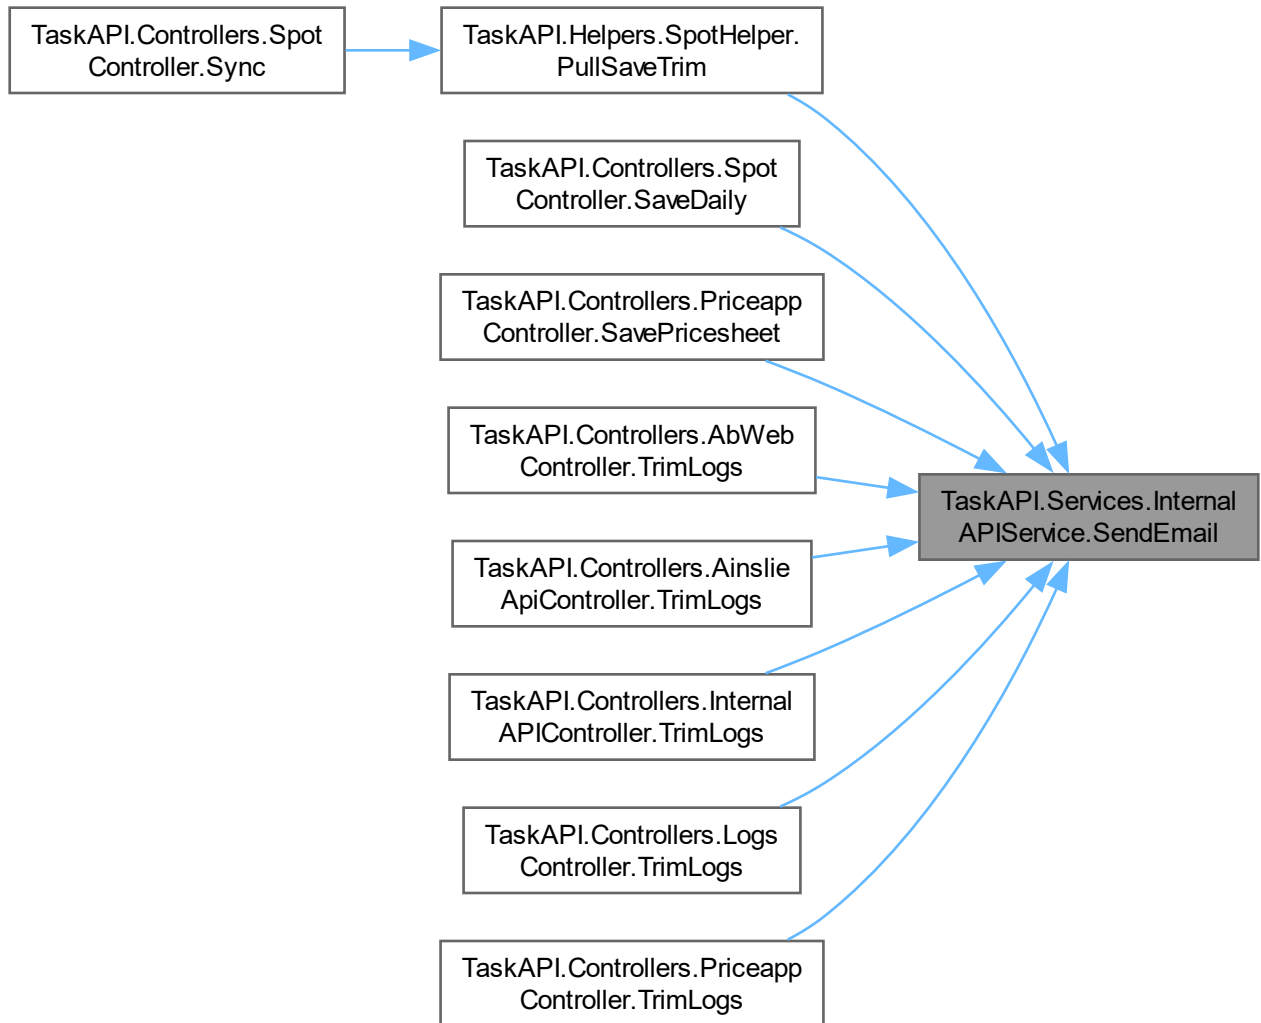 TaskAPI.Controllers.Spot
Controller.Sync
TaskAPI.Helpers.SpotHelper.
PullSaveTrim
TaskAPI.Controllers.Spot
Controller.SaveDaily
TaskAPI.Controllers.Priceapp
Controller.SavePricesheet
TaskAPI.Controllers.AbWeb
Controller.TrimLogs
TaskAPI.Services.Internal
APIService.SendEmail
TaskAPI.Controllers.Ainslie
ApiController.TrimLogs
TaskAPI.Controllers.Internal
APIController.TrimLogs
TaskAPI.Controllers.Logs
Controller.TrimLogs
TaskAPI.Controllers.Priceapp
Controller.TrimLogs